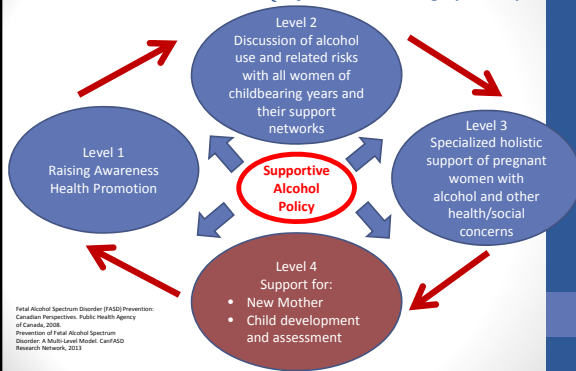 Level 2
Discussion of alcohol
use and related risks
with all women of
childbearing years and
their support
networks
Level 1
Raising Awareness
Health Promotion
Supportive
Alcohol
Policy
Level 3
Specialized holistic
support of pregnant
women with
alcohol and other
health/social
concerns
Level 4
Support for:
• New Mother
• Child development
and assessment
Fetal Alcohol Spectrum Disorder (FASD) Prevention:
Canadian Perspectives. Public Health Agency
of Canada, 2008.
Prevention of Fetal Alcohol Spectrum
Disorder: A Multi-Level Model. CanFASD
Research Network, 2013